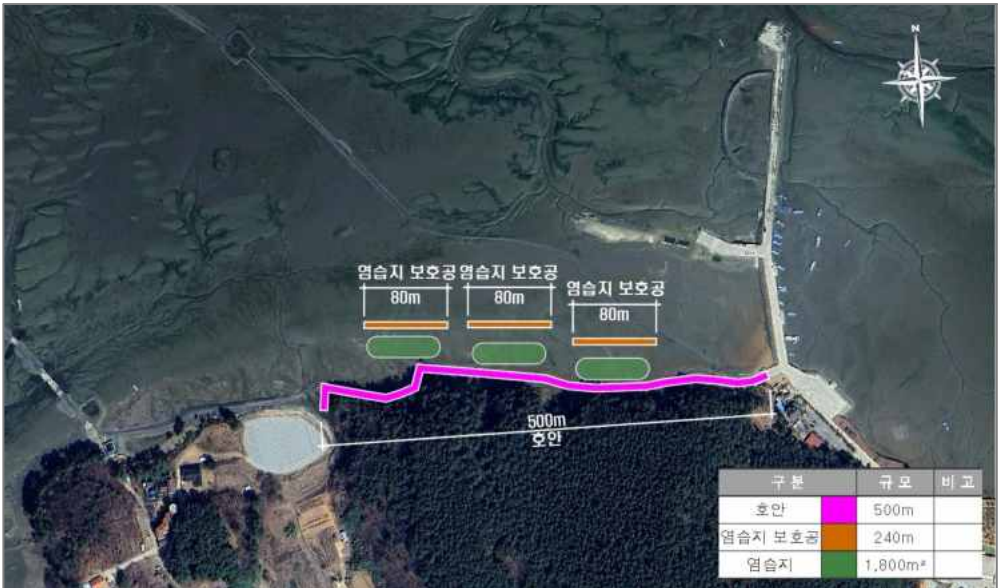 N
염습지 보호공 염습지 보호공 염습지 보호공
80m 80m 80m
500m
호안
구분 규모 비고
호안 500m
염습지 보호공 240m
염습지 1,800m²